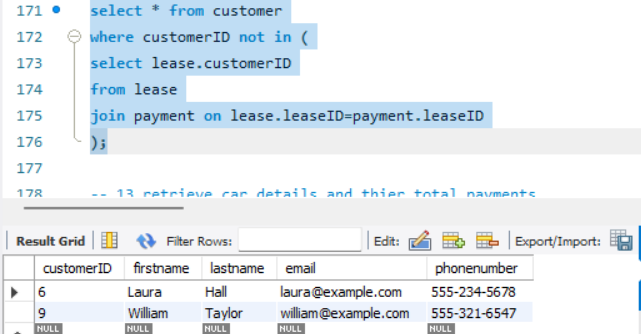 171 select * from customer
172 where customerID not in (
173 select lease.customerID
174 from lease
175 join payment on lease.leaseID=payment.leaseID
176 );
177
178 -- 13 retrieve car details and thier total payments
Result Grid Filter Rows: Edit: Export/Import:
customerID firstname lastname email phonenumber
6 Laura Hall laura@example.com 555-234-5678
9 William Taylor william@example.com 555-321-6547
NULL NULL NULL NULL NULL